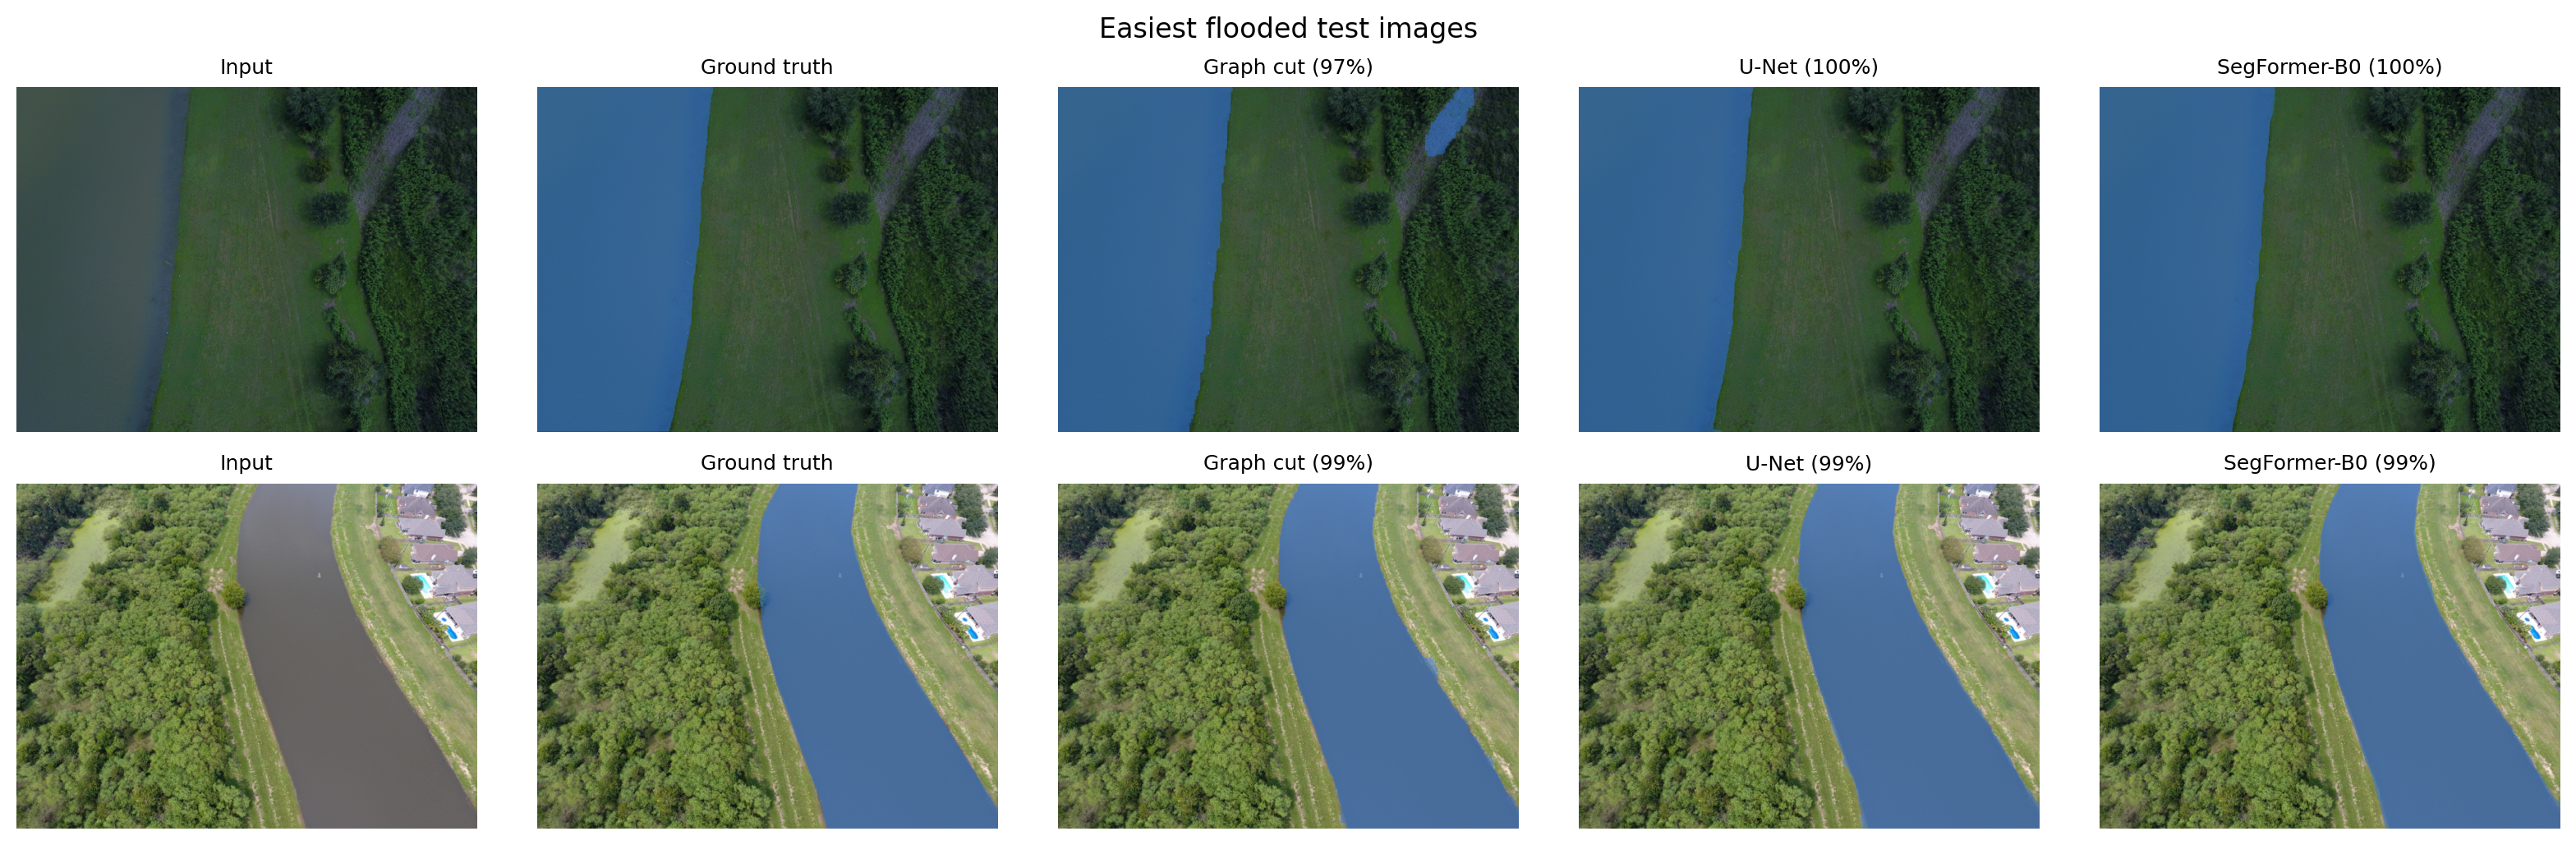 Easiest flooded test images
Input
Ground truth
Graph cut (97%)
U-Net (100%)
SegFormer-B0 (100%)
Input
Ground truth
Graph cut (99%)
U-Net (99%)
SegFormer-B0 (99%)